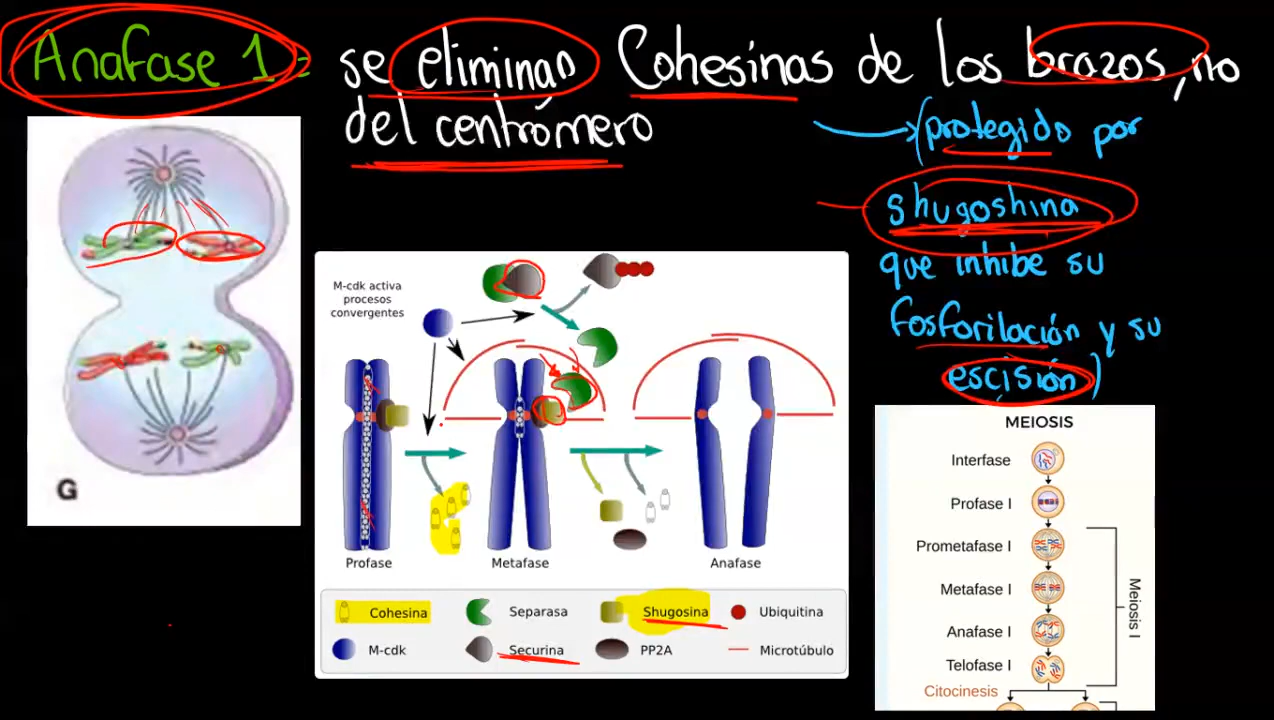 Anafase 1 = se eliminan Cohesinas de los brazos, no
del centrómero
(protegido por
shugoshina
que inhibe su
fosforilación y su
escisión)
G
M-cdk activa
procesos
convergentes
Profase
Metafase
Anafase
Cohesina
Separasa
Shugosina
Ubiquitina
M-cdk
Securina
PP2A
Microtúbulo
MEIOSIS
Interfase
Profase I
Prometafase I
Metafase I
Anafase I
Telofase I
Citocinesis
Meiosis I